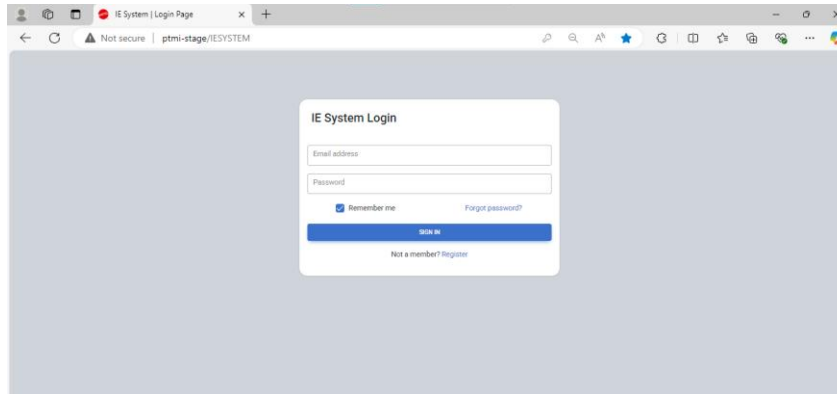 IE System | Login Page
Not secure | ptmi-stage/IESYSTEM
IE System Login
Email address
Password
Remember me
Forgot password?
SIGN IN
Not a member? Register